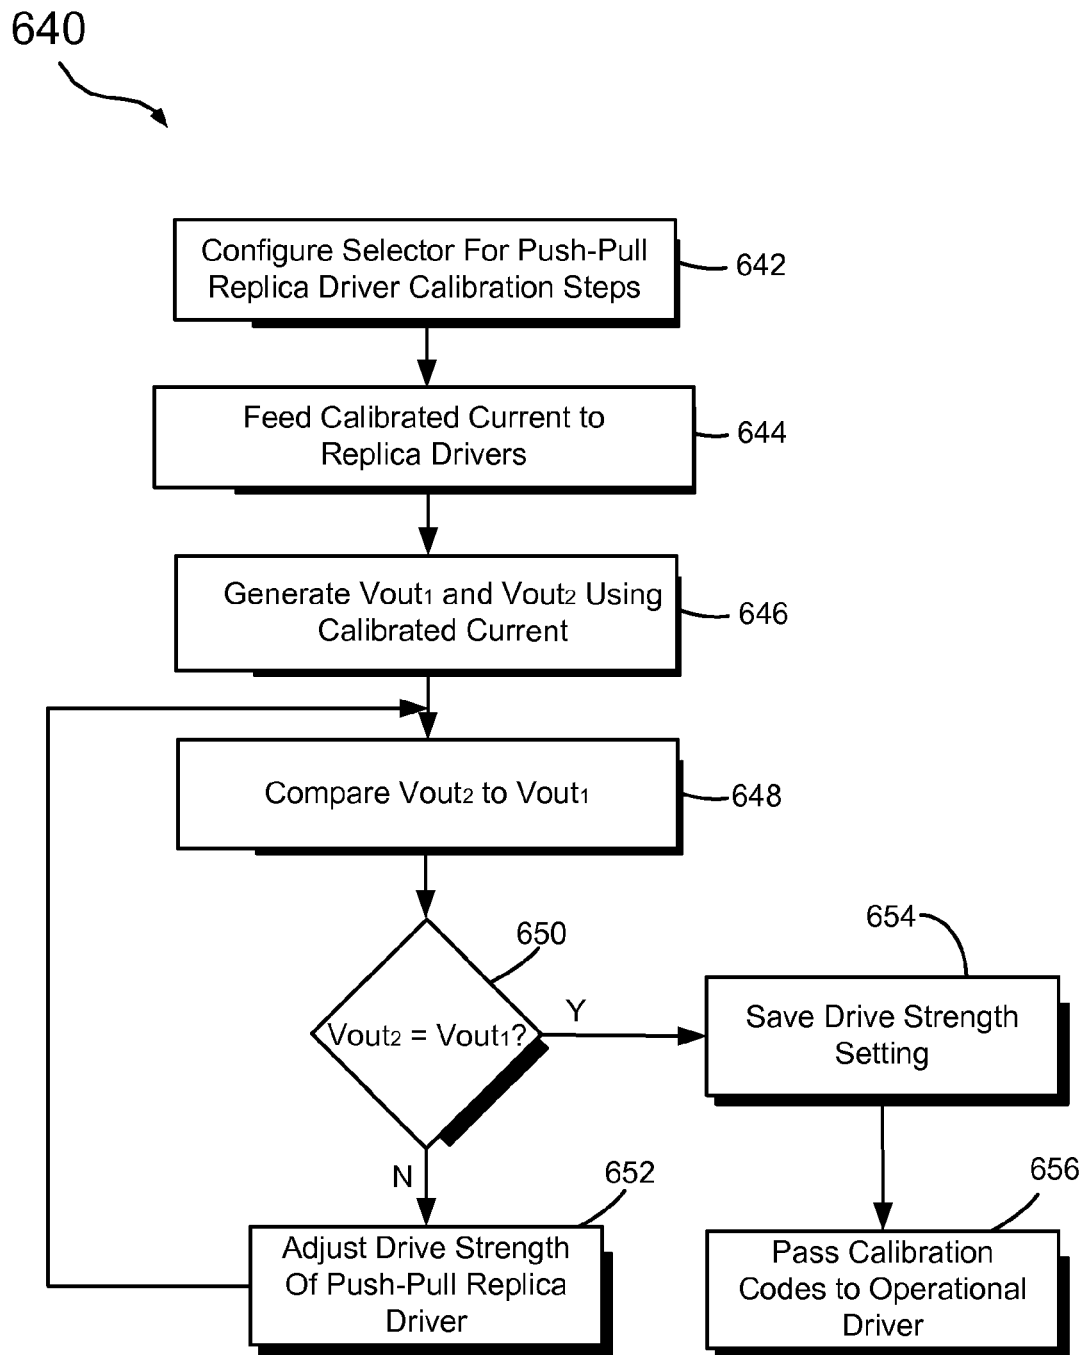 640
Configure Selector For Push-Pull
Replica Driver Calibration Steps
642
Feed Calibrated Current to
Replica Drivers
644
Generate Vout1 and Vout2 Using
Calibrated Current
646
Compare Vout2 to Vout1
648
650
Vout2 = Vout1?
Y
N
654
Save Drive Strength
Setting
652
Adjust Drive Strength
Of Push-Pull Replica
Driver
656
Pass Calibration
Codes to Operational
Driver